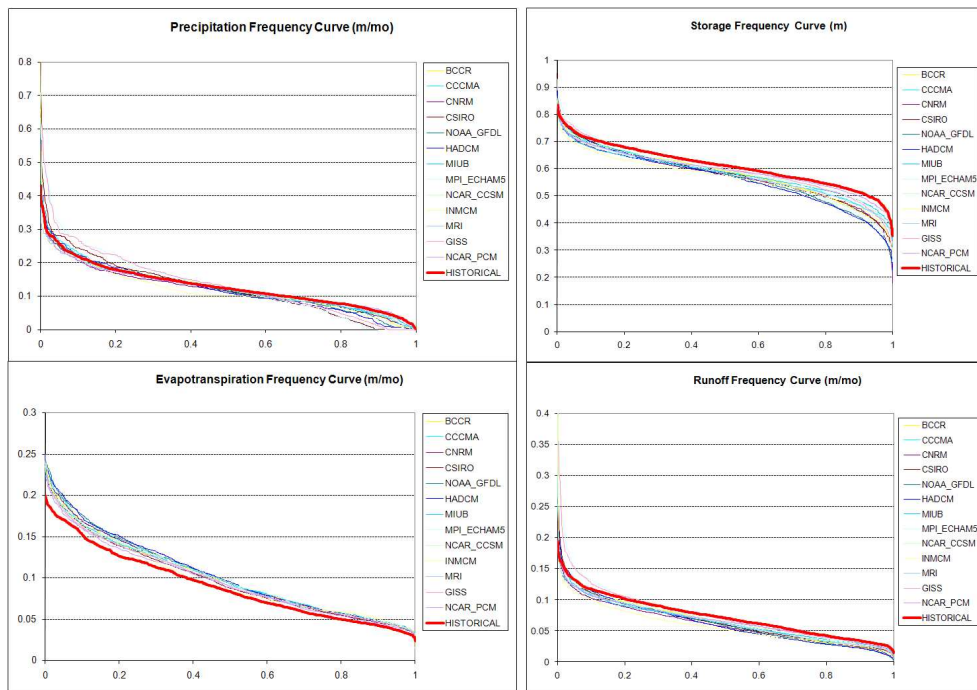 Precipitation Frequency Curve (m/mo)
0.8
0.7
0.6
0.5
0.4
0.3
0.2
0.1
0
0
0.2
0.4
0.6
0.8
1
BCCR
CCCMA
CNRM
CSIRO
NOAA_GFDL
HADCM
MIUB
MPI_ECHAM5
NCAR_CCSM
INMCM
MRI
GISS
NCAR_PCM
HISTORICAL
Storage Frequency Curve (m)
1
0.9
0.8
0.7
0.6
0.5
0.4
0.3
0.2
0.1
0
0
0.2
0.4
0.6
0.8
1
BCCR
CCCMA
CNRM
CSIRO
NOAA_GFDL
HADCM
MIUB
MPI_ECHAM5
NCAR_CCSM
INMCM
MRI
GISS
NCAR_PCM
HISTORICAL
Evapotranspiration Frequency Curve (m/mo)
0.3
0.25
0.2
0.15
0.1
0.05
0
0
0.2
0.4
0.6
0.8
1
BCCR
CCCMA
CNRM
CSIRO
NOAA_GFDL
HADCM
MIUB
MPI_ECHAM5
NCAR_CCSM
INMCM
MRI
GISS
NCAR_PCM
HISTORICAL
Runoff Frequency Curve (m/mo)
0.4
0.35
0.3
0.25
0.2
0.15
0.1
0.05
0
0
0.2
0.4
0.6
0.8
1
BCCR
CCCMA
CNRM
CSIRO
NOAA_GFDL
HADCM
MIUB
MPI_ECHAM5
NCAR_CCSM
INMCM
MRI
GISS
NCAR_PCM
HISTORICAL